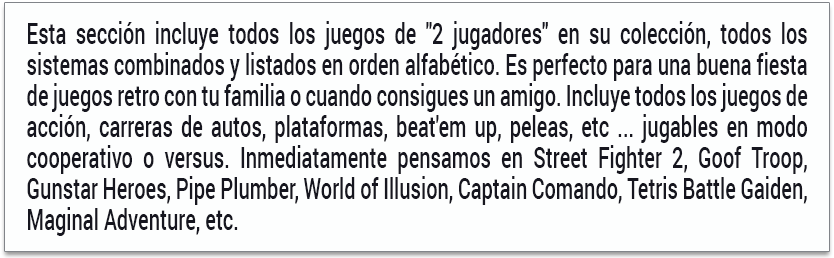 Esta sección incluye todos los juegos de "2 jugadores” en su colección, todos los
sistemas combinados y listados en orden alfabético. Es perfecto para una buena fiesta
de juegos retro con tu familia o cuando consigues un amigo. Incluye todos los juegos de
acción, carreras de autos, plataformas, beat'em up, peleas, etc ... jugables en modo
cooperativo o versus. Inmediatamente pensamos en Street Fighter 2, Goof Troop,
Gunstar Heroes, Pipe Plumber, World of Illusion, Captain Comando, Tetris Battle Gaiden,
Maginal Adventure, etc.